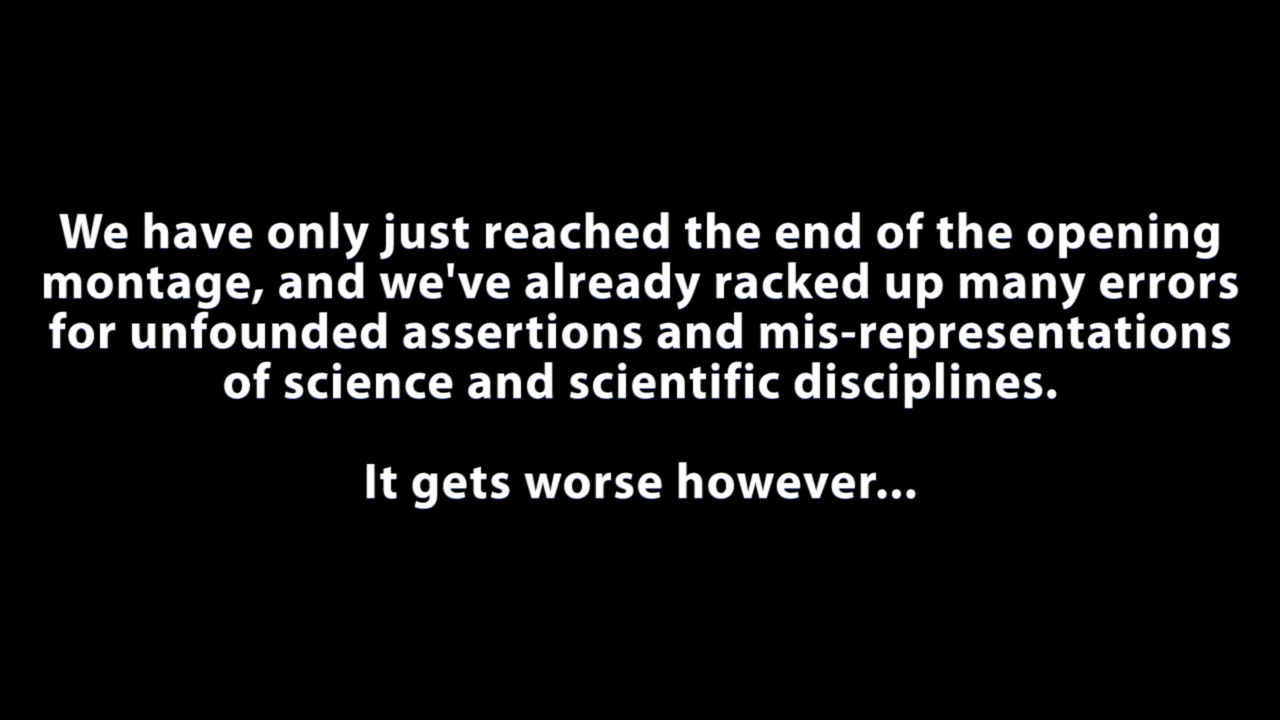 We have only just reached the end of the opening
montage, and we've already racked up many errors
for unfounded assertions and mis-representations
of science and scientific disciplines.
It gets worse however...